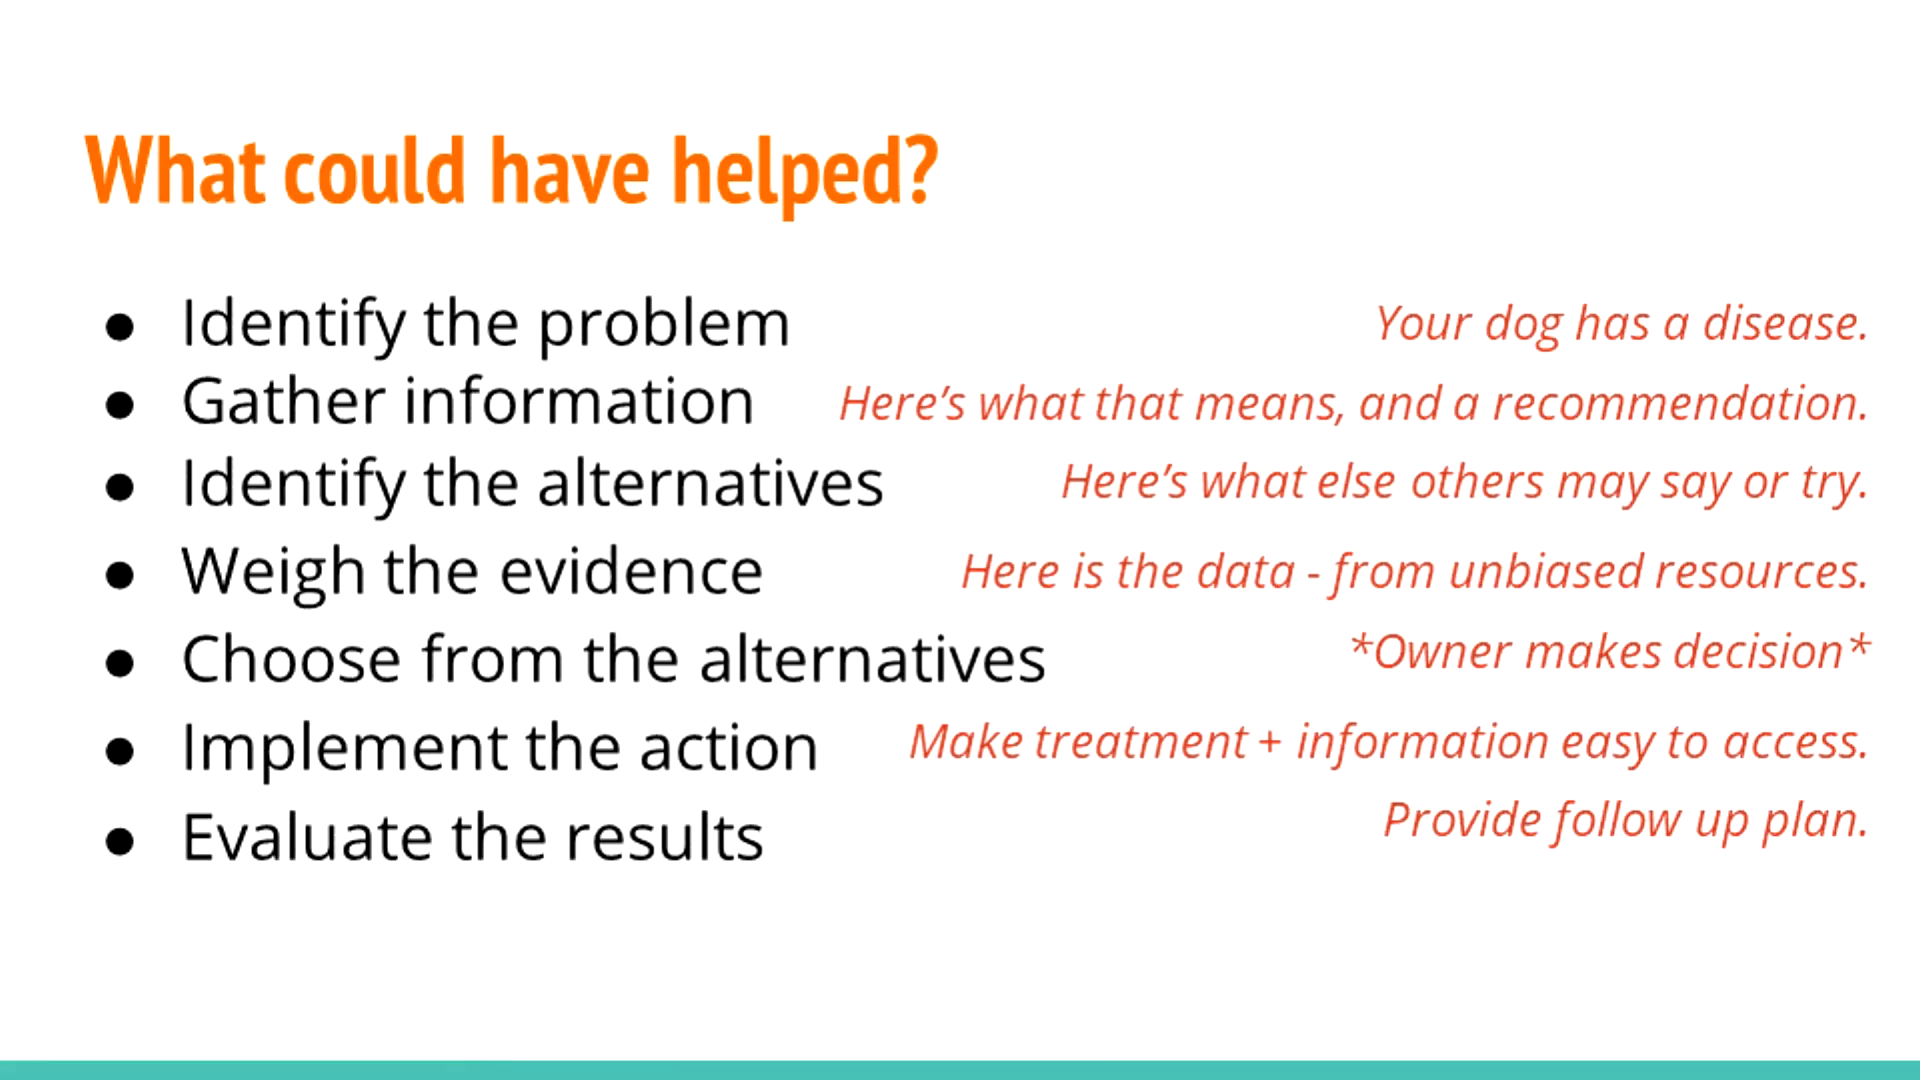 What could have helped?
● Identify the problem Your dog has a disease.
● Gather information Here’s what that means, and a recommendation.
● Identify the alternatives Here’s what else others may say or try.
● Weigh the evidence Here is the data - from unbiased resources.
● Choose from the alternatives *Owner makes decision*
● Implement the action Make treatment + information easy to access.
● Evaluate the results Provide follow up plan.